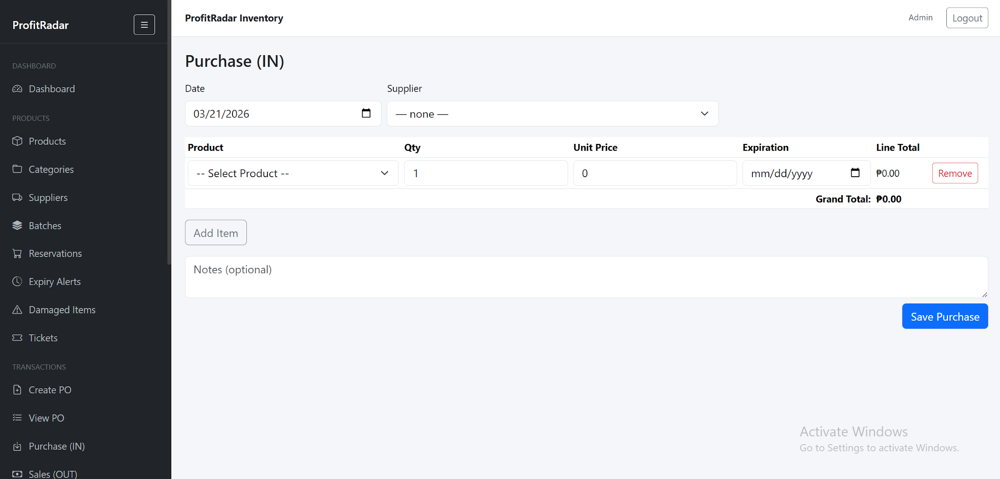 ProfitRadar
DASHBOARD
Dashboard
PRODUCTS
Products
Categories
Suppliers
Batches
Reservations
Expiry Alerts
Damaged Items
Tickets
TRANSACTIONS
Create PO
View PO
Purchase (IN)
Sales (OUT)
ProfitRadar Inventory
Admin
Logout
Purchase (IN)
Date
Supplier
03/21/2026
— none —
Product Qty Unit Price Expiration Line Total
-- Select Product -- 1 0 mm/dd/yyyy ₱0.00 Remove
Grand Total: ₱0.00
Add Item
Notes (optional)
Save Purchase
Activate Windows
Go to Settings to activate Windows.